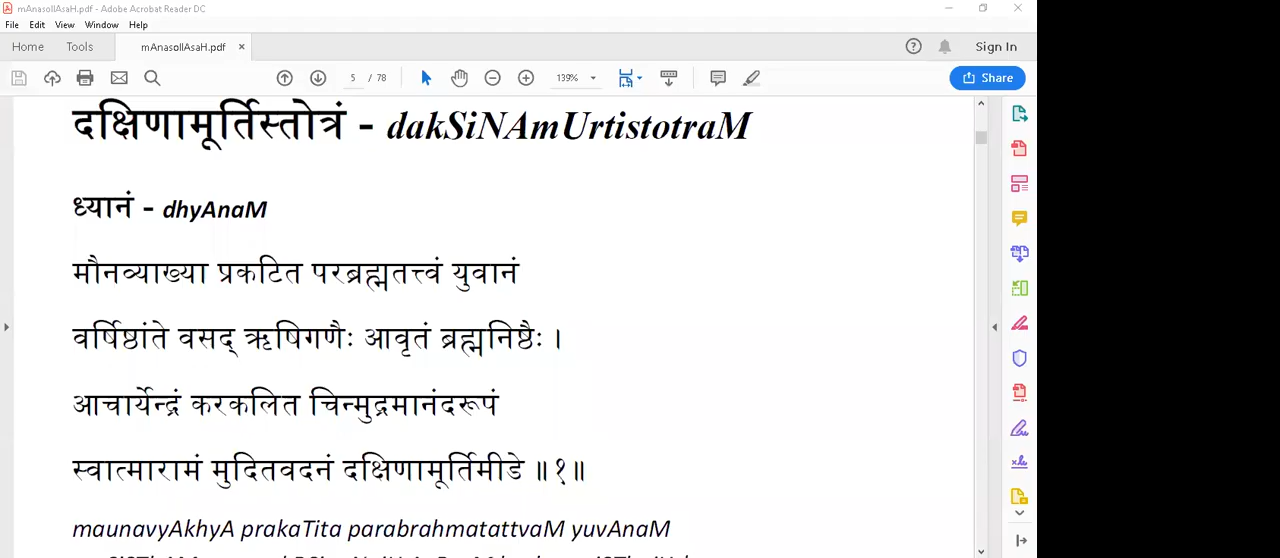 mAnasollAsaH.pdf - Adobe Acrobat Reader DC
File Edit View Window Help
Home Tools mAnasollAsaH.pdf × Sign In
5 / 78 139% Share
दक्षिणामूर्तिस्तोत्रं - dakSiNAmUrtistotraM
ध्यानं - dhyAnaM
मौनव्याख्या प्रकटित परब्रह्मतत्त्वं युवानं
वर्षिष्ठांते वसद् ऋषिगणैः आवृतं ब्रह्मनिष्ठैः ।
आचार्येन्द्रं करकलित चिन्मुद्रमानंदरूपं
स्वात्मारामं मुदितवदनं दक्षिणामूर्तिमीडे ॥१॥
maunavyAkhyA prakaTita parabrahmatattvaM yuvAnaM